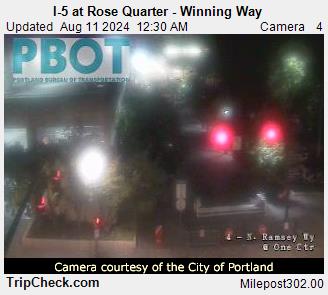 I-5 at Rose Quarter - Winning Way
Updated Aug 11 2024 12:30 AM Camera 4
PBOT
PORTLAND BUREAU OF TRANSPORTATION
4 - N. Ramsey Wy
@ One Ctr
Camera courtesy of the City of Portland
TripCheck.com Milepost302.00